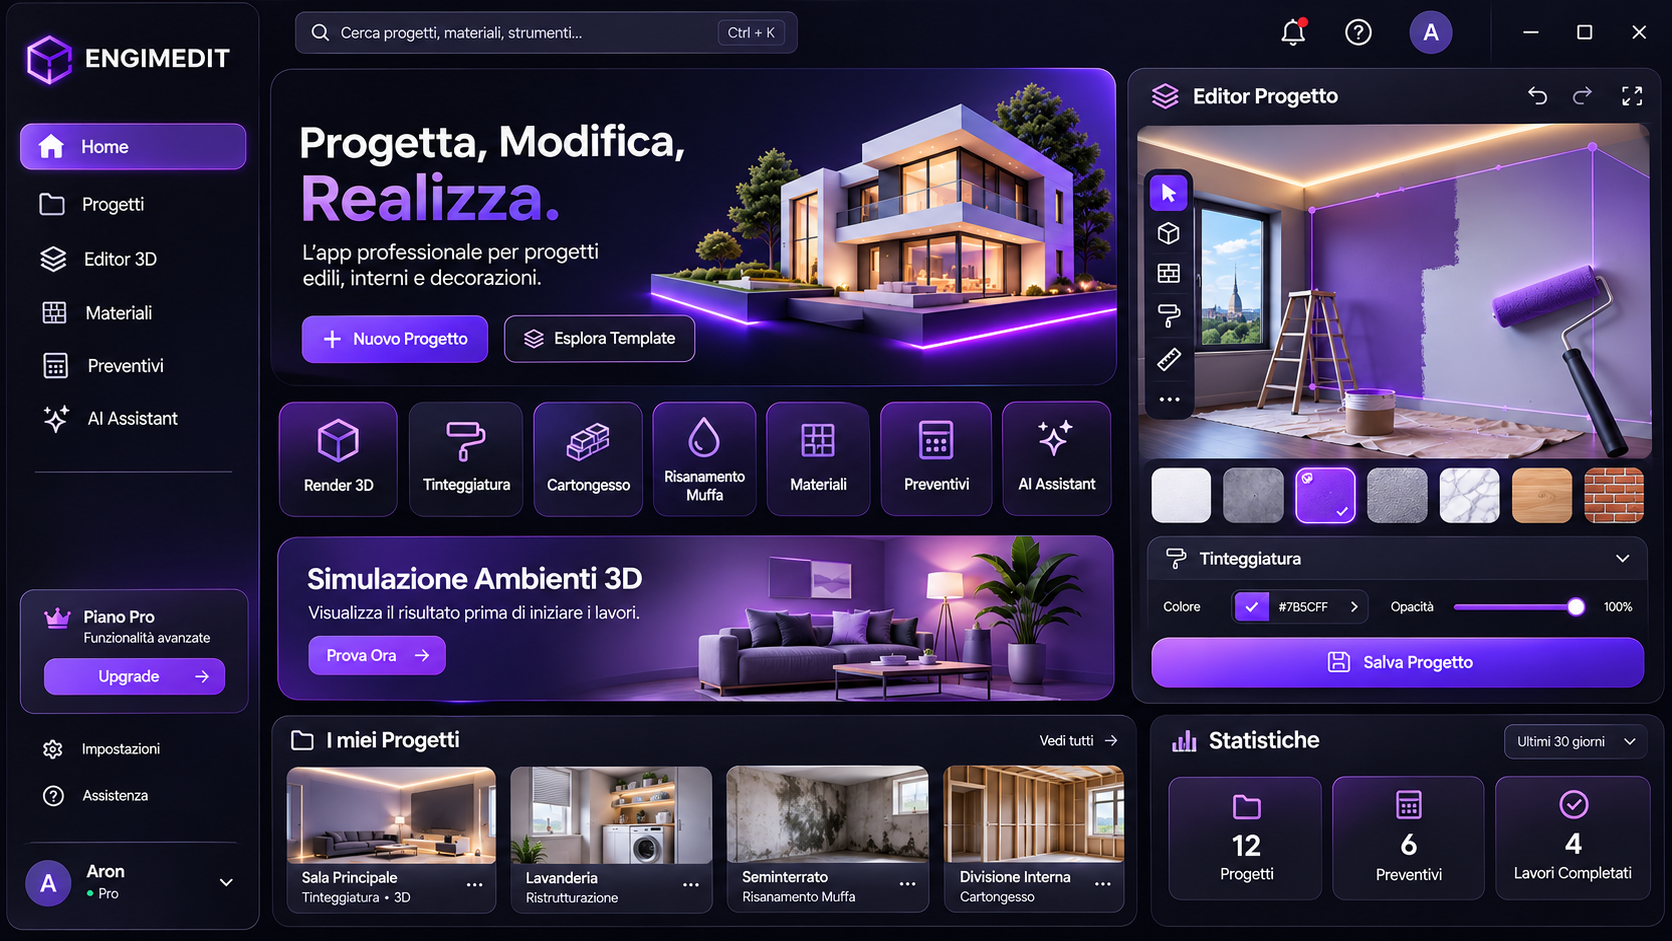 ENGIMEDIT
Home
Progetti
Editor 3D
Materiali
Preventivi
AI Assistant
Piano Pro
Funzionalità avanzate
Upgrade
Impostazioni
Assistenza
A
Aron
Pro
Cerca progetti, materiali, strumenti...
Ctrl + K
A
Progetta, Modifica,
Realizza.
L'app professionale per progetti
edili, interni e decorazioni.
Nuovo Progetto
Esplora Template
Render 3D
Tinteggiatura
Cartongesso
Risanamento
Muffa
Materiali
Preventivi
AI Assistant
Simulazione Ambienti 3D
Visualizza il risultato prima di iniziare i lavori.
Prova Ora
I miei Progetti
Vedi tutti
Sala Principale
Tinteggiatura • 3D
Lavanderia
Ristrutturazione
Seminterrato
Risanamento Muffa
Divisione Interna
Cartongesso
Editor Progetto
Tinteggiatura
Colore
#7B5CFF
Opacità
100%
Salva Progetto
Statistiche
Ultimi 30 giorni
12
Progetti
6
Preventivi
4
Lavori Completati